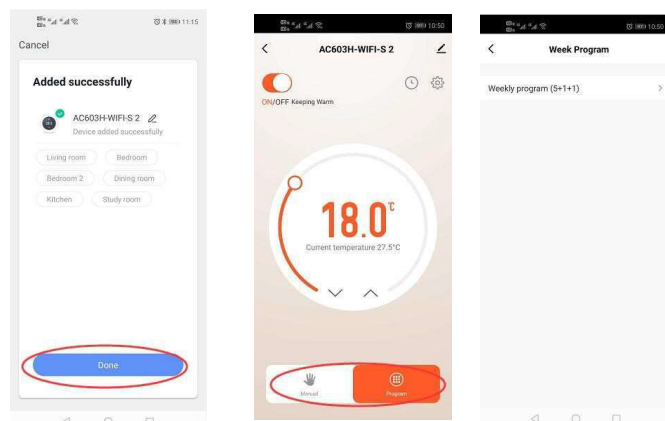 11:15
Cancel
Added successfully
AC603H-WIFI-S 2
Device added successfully
Living room
Bedroom
Bedroom 2
Dining room
Kitchen
Study room
Done
10:50
AC603H-WIFI-S 2
ON/OFF Keeping Warm
18.0°C
Current temperature 27.5°C
Manual
Program
10:50
Week Program
Weekly program (5+1+1)